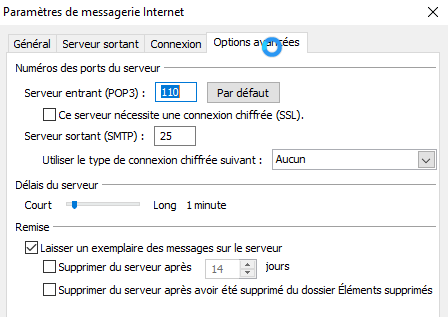 Paramètres de messagerie Internet
Général Serveur sortant Connexion Options avancées
Numéros des ports du serveur
Serveur entrant (POP3) : 110 Par défaut
Ce serveur nécessite une connexion chiffrée (SSL).
Serveur sortant (SMTP) : 25
Utiliser le type de connexion chiffrée suivant : Aucun
Délais du serveur
Court Long 1 minute
Remise
Laisser un exemplaire des messages sur le serveur
Supprimer du serveur après 14 jours
Supprimer du serveur après avoir été supprimé du dossier Éléments supprimés